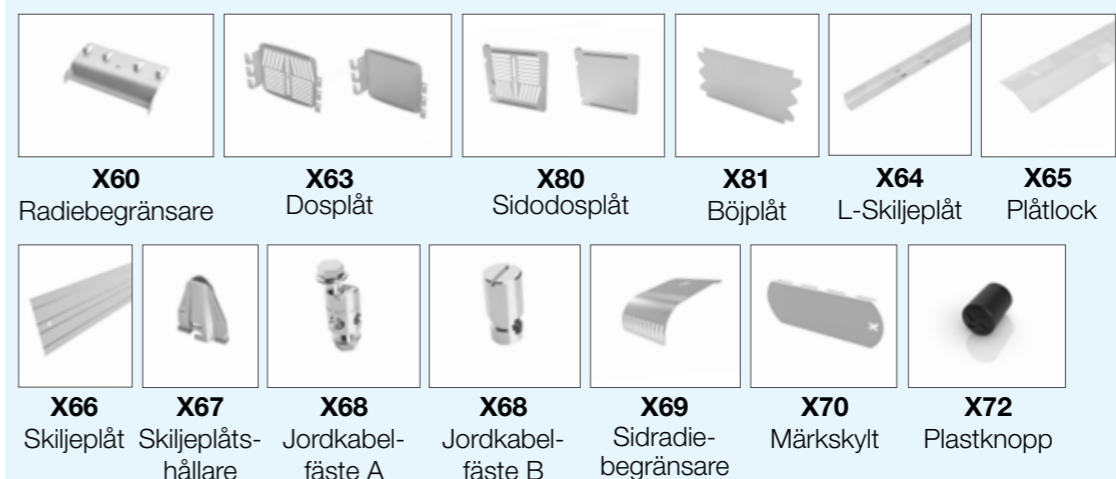 X60 X63 X80 X81 X64 X65
Radiebegränsare Dosplåt Sidodosplåt Böjplåt L-Skiljeplåt Plåtlock
X66 X67 X68 X68 X69 X70 X72
Skiljeplåt Skiljeplåts- Jordkabel- Jordkabel- Sidradie- Märkskylt Plastknopp
hållare fäste A fäste B begränsare